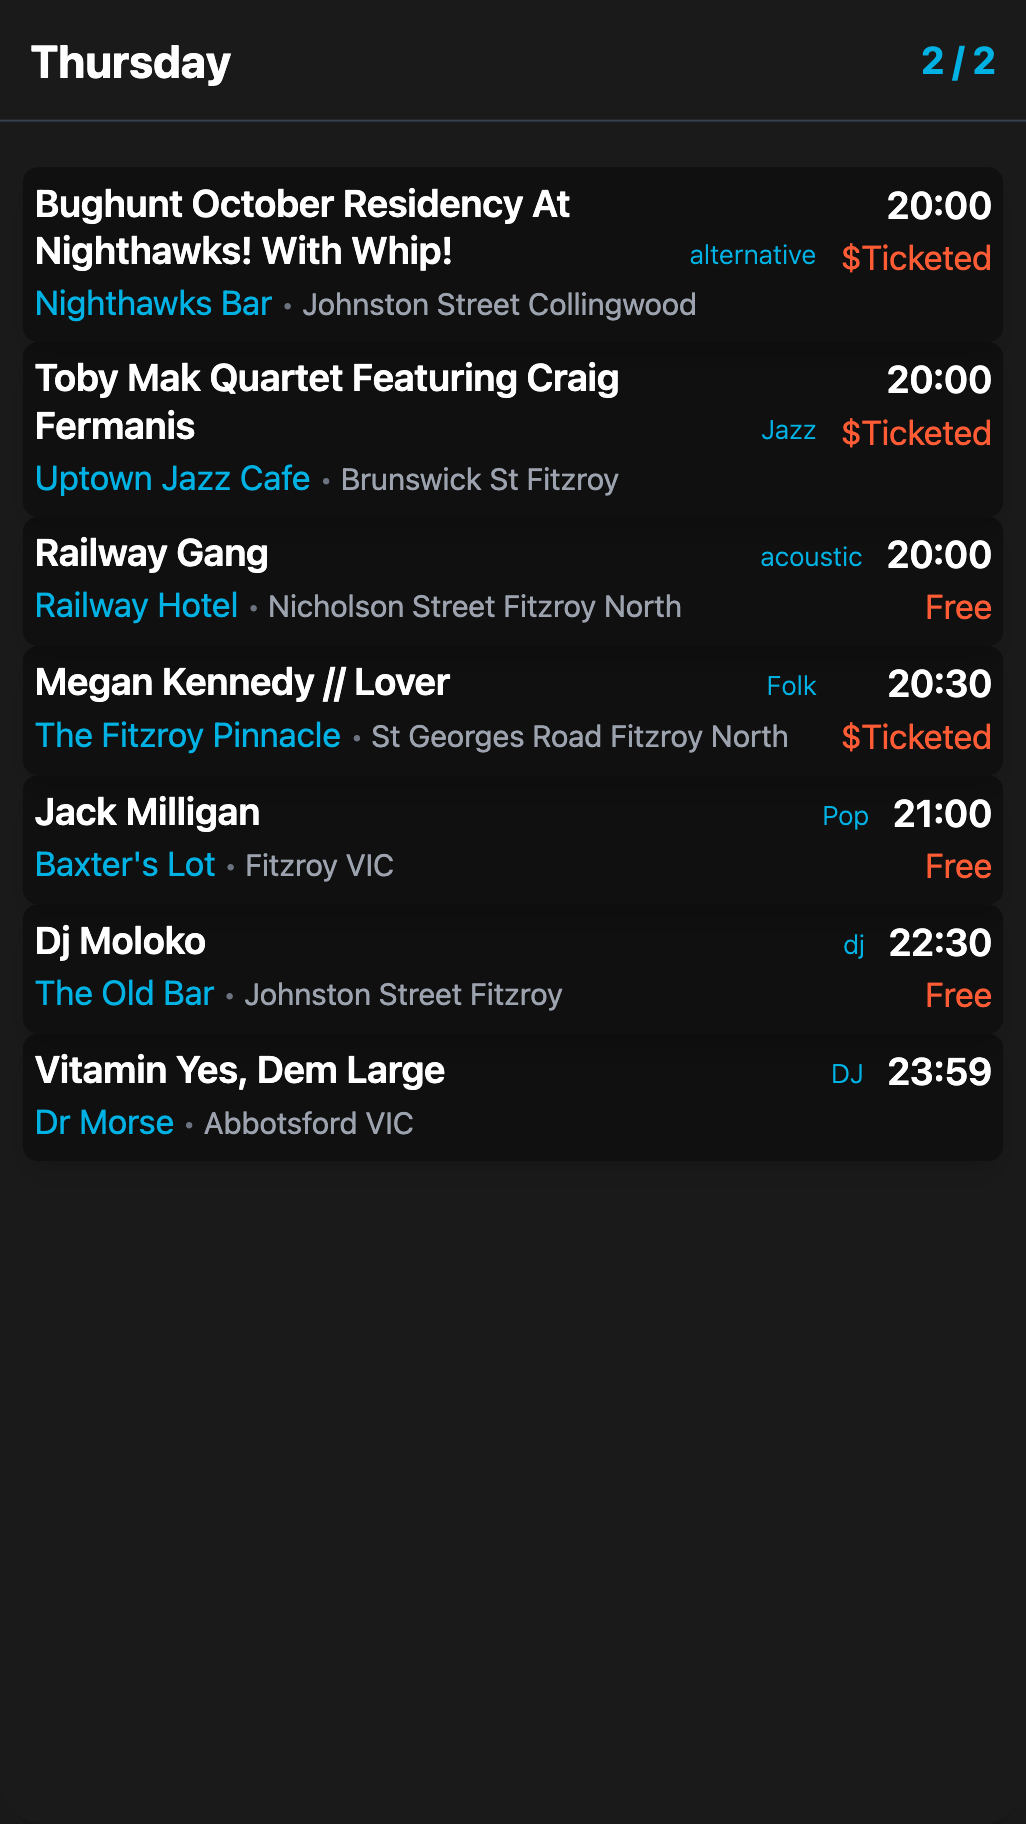 Thursday 2 / 2
Bughunt October Residency At 20:00
Nighthawks! With Whip! alternative $Ticketed
Nighthawks Bar • Johnston Street Collingwood
Toby Mak Quartet Featuring Craig 20:00
Fermanis Jazz $Ticketed
Uptown Jazz Cafe • Brunswick St Fitzroy
Railway Gang acoustic 20:00
Railway Hotel • Nicholson Street Fitzroy North Free
Megan Kennedy // Lover Folk 20:30
The Fitzroy Pinnacle • St Georges Road Fitzroy North $Ticketed
Jack Milligan Pop 21:00
Baxter's Lot • Fitzroy VIC Free
Dj Moloko dj 22:30
The Old Bar • Johnston Street Fitzroy Free
Vitamin Yes, Dem Large DJ 23:59
Dr Morse • Abbotsford VIC